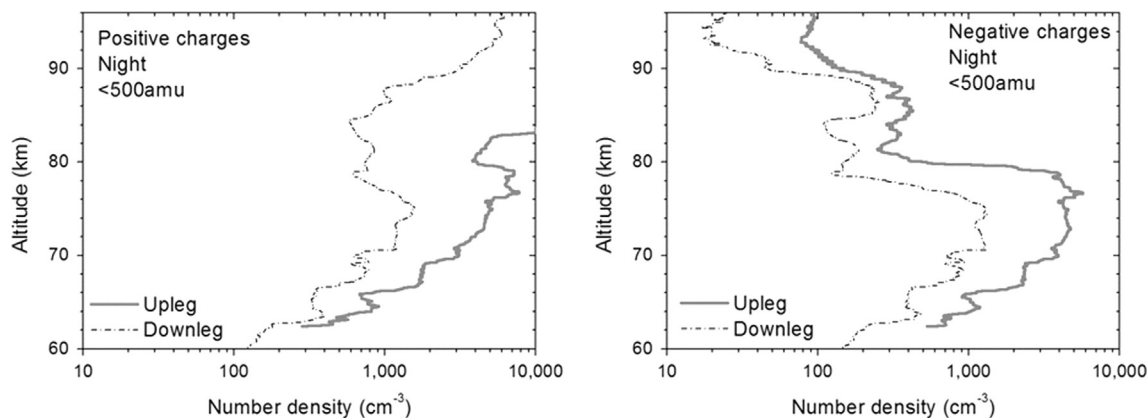 Positive charges
Night
<500amu
Altitude (km)
90
80
70
60
Upleg
Downleg
10
100
1,000
10,000
Number density (cm-3)
Negative charges
Night
<500amu
Altitude (km)
90
80
70
60
Upleg
Downleg
10
100
1,000
10,000
Number density (cm-3)